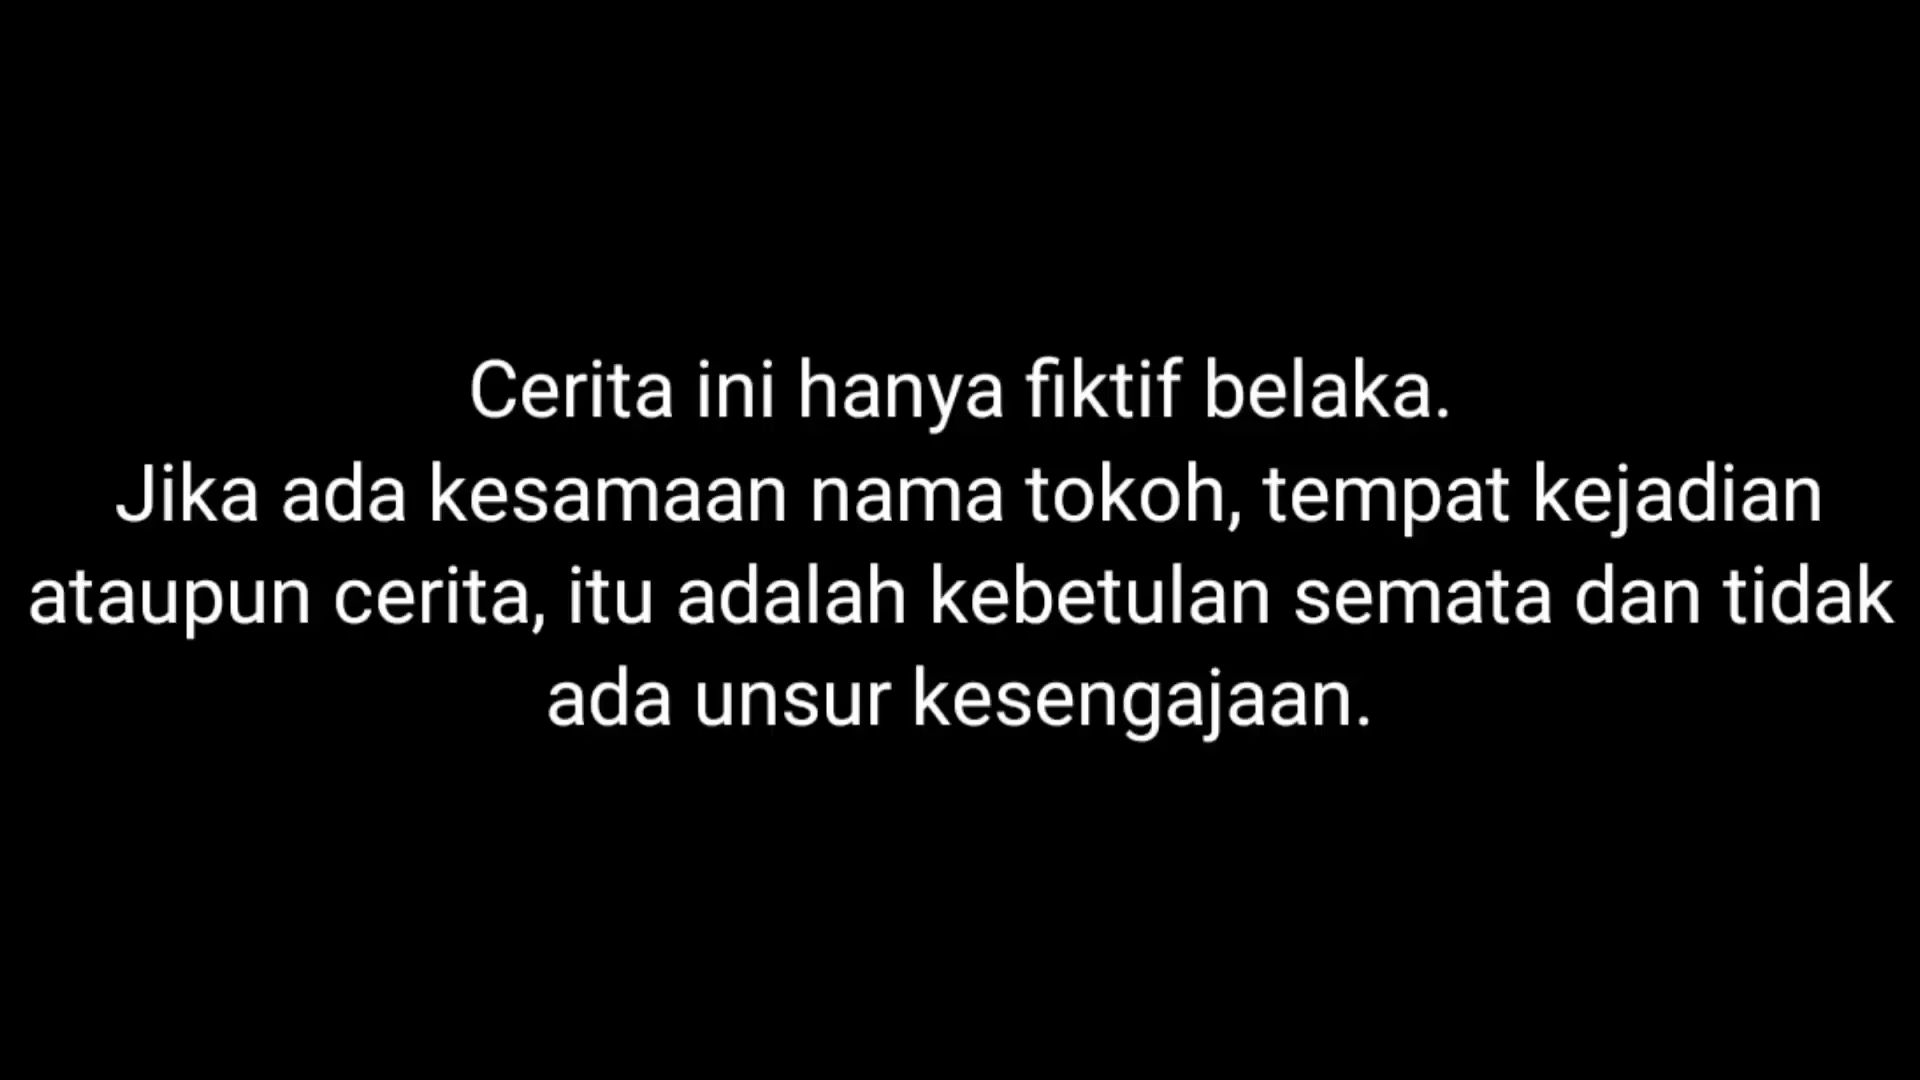 Cerita ini hanya fiktif belaka.
Jika ada kesamaan nama tokoh, tempat kejadian
ataupun cerita, itu adalah kebetulan semata dan tidak
ada unsur kesengajaan.